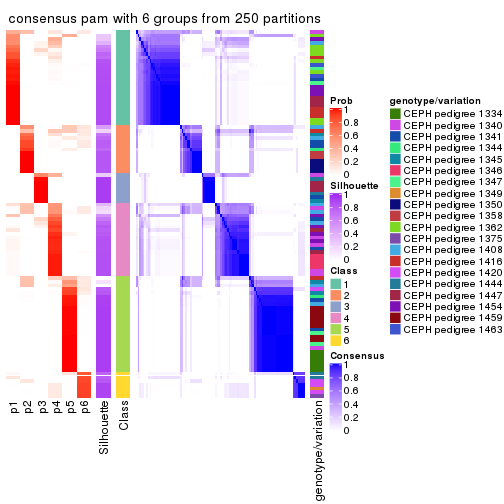 consensus pam with 6 groups from 250 partitions
Prob
1
0.8
0.6
0.4
0.2
0
Silhouette
1
0.8
0.6
0.4
0.2
0
Class
1
2
3
4
5
6
Consensus
1
0.8
0.6
0.4
0.2
0
genotype/variation
CEPH pedigree 1334
CEPH pedigree 1340
CEPH pedigree 1341
CEPH pedigree 1344
CEPH pedigree 1345
CEPH pedigree 1346
CEPH pedigree 1347
CEPH pedigree 1349
CEPH pedigree 1350
CEPH pedigree 1358
CEPH pedigree 1362
CEPH pedigree 1375
CEPH pedigree 1408
CEPH pedigree 1416
CEPH pedigree 1420
CEPH pedigree 1444
CEPH pedigree 1447
CEPH pedigree 1454
CEPH pedigree 1459
CEPH pedigree 1463
p1
p2
p3
p4
p5
p6
Silhouette
Class
genotype/variation